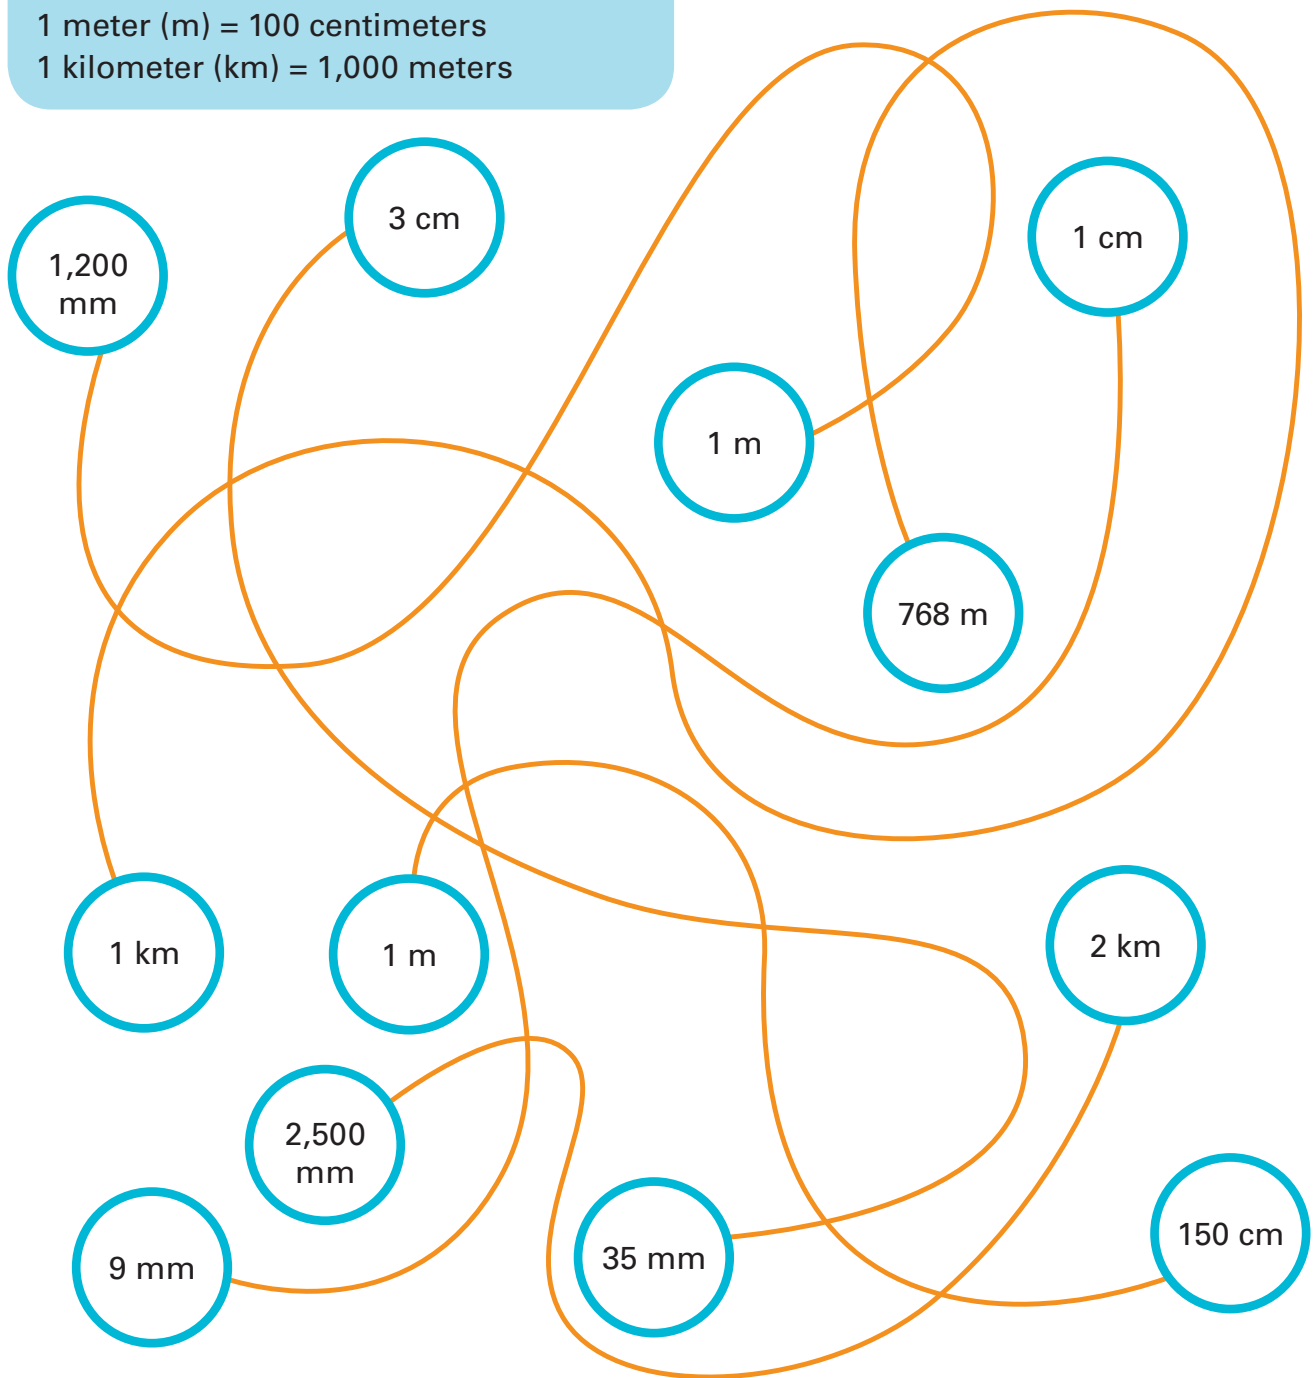 1 meter (m) = 100 centimeters
1 kilometer (km) = 1,000 meters
3 cm
1 cm
1,200
mm
1 m
768 m
1 km
1 m
2 km
2,500
mm
9 mm
35 mm
150 cm